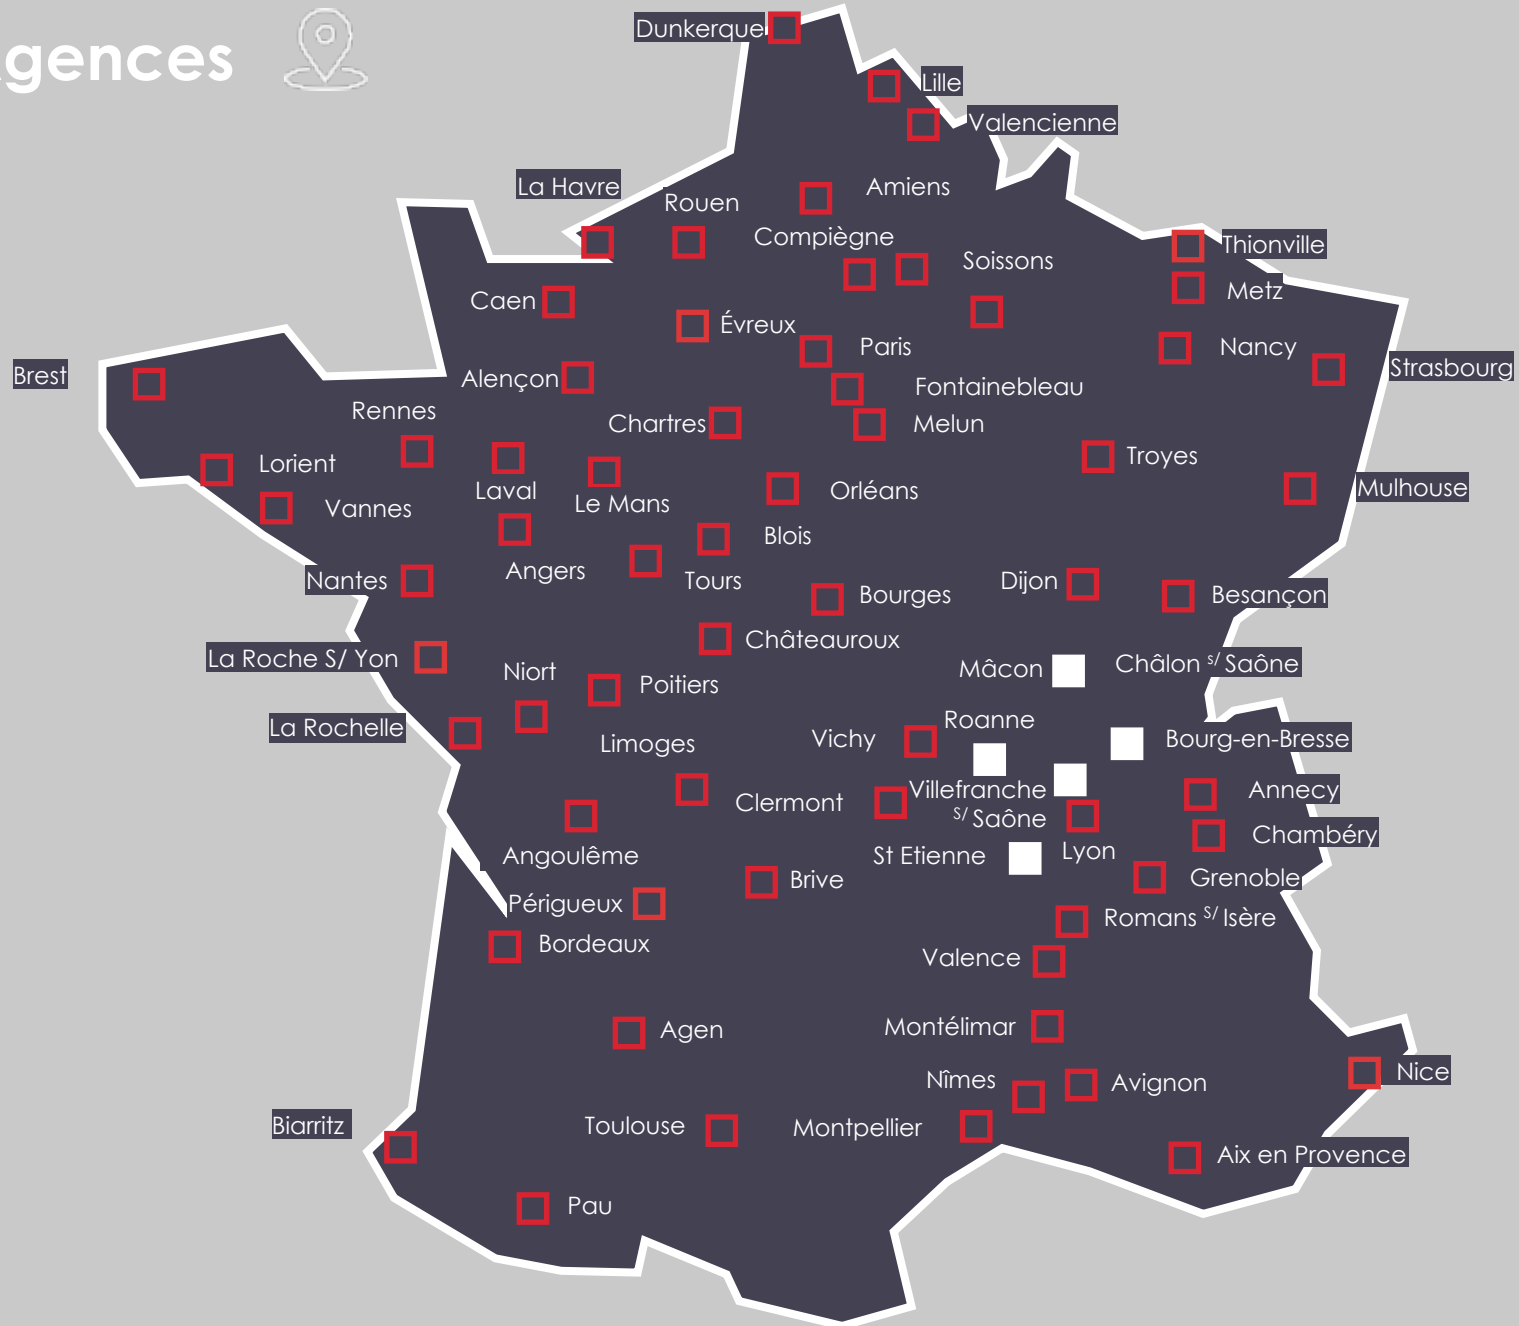 gences
Dunkerque
Lille
Valencienne
La Havre
Amiens
Rouen
Compiègne
Thionville
Soissons
Metz
Caen
Évreux
Paris
Nancy
Strasbourg
Brest
Alençon
Fontainebleau
Rennes
Chartres
Melun
Troyes
Lorient
Laval
Le Mans
Orléans
Mulhouse
Vannes
Blois
Angers
Tours
Nantes
Dijon
Besançon
Bourges
Châteauroux
La Roche S/ Yon
Niort
Poitiers
Mâcon
Châlon s/ Saône
La Rochelle
Roanne
Limoges
Vichy
Bourg-en-Bresse
Clermont
Villefranche
S/ Saône
Annecy
Chambéry
Angoulême
St Etienne
Lyon
Brive
Grenoble
Périgueux
Romans S/ Isère
Bordeaux
Valence
Agen
Montélimar
Nîmes
Avignon
Nice
Biarritz
Toulouse
Montpellier
Aix en Provence
Pau